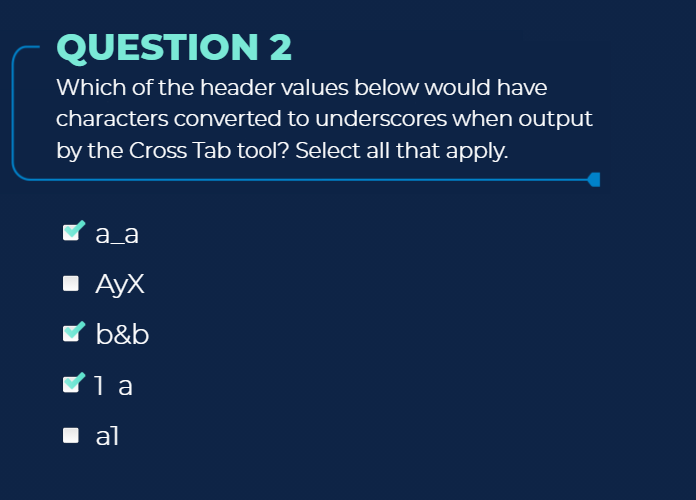 QUESTION 2
Which of the header values below would have
characters converted to underscores when output
by the Cross Tab tool? Select all that apply.
a_a
AyX
b&b
1 a
a1